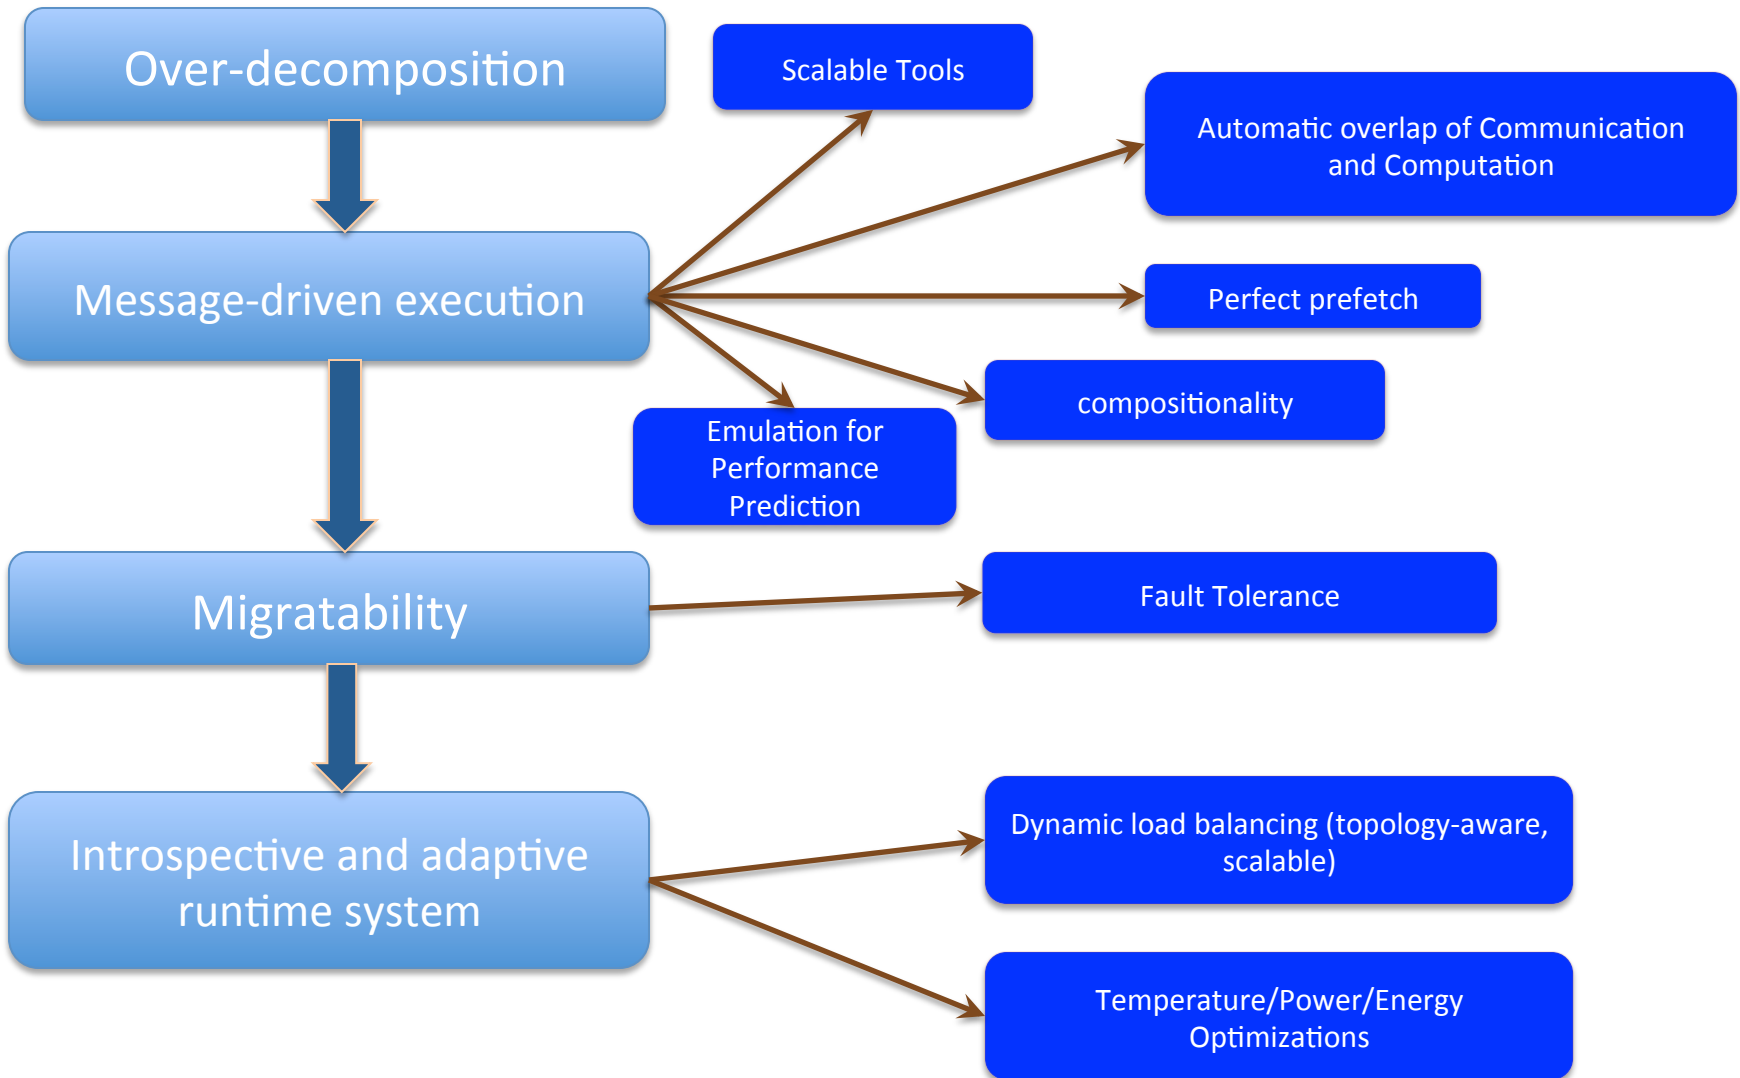 Over-decomposition
Scalable Tools
Automatic overlap of Communication
and Computation
Message-driven execution
Perfect prefetch
compositionality
Emulation for
Performance
Prediction
Migratability
Fault Tolerance
Introspective and adaptive
runtime system
Dynamic load balancing (topology-aware,
scalable)
Temperature/Power/Energy
Optimizations